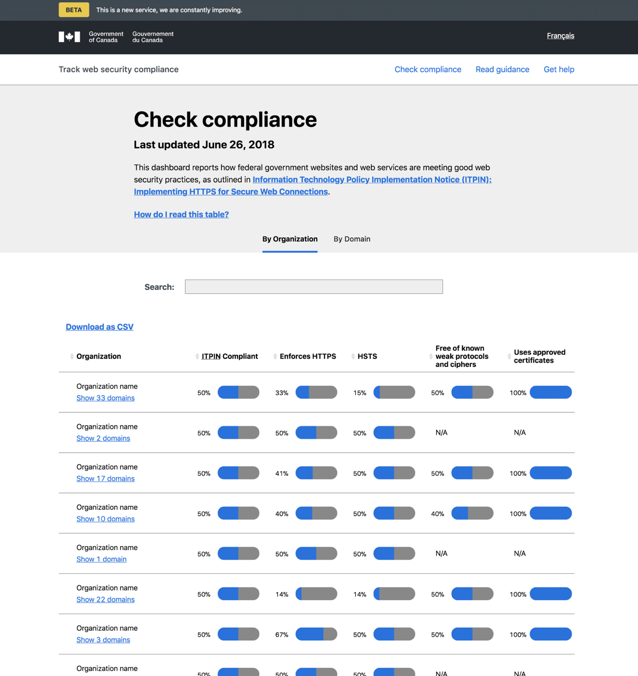 BETA This is a new service, we are constantly improving.
Government of Canada Gouvernement du Canada
Français
Track web security compliance Check compliance Read guidance Get help
Check compliance
Last updated June 26, 2018
This dashboard reports how federal government websites and web services are meeting good web
security practices, as outlined in Information Technology Policy Implementation Notice (ITPIN):
Implementing HTTPS for Secure Web Connections.
How do I read this table?
By Organization By Domain
Search:
Download as CSV
Organization ITPIN Compliant Enforces HTTPS HSTS Free of known weak protocols and ciphers Uses approved certificates
Organization name
Show 33 domains 50% 33% 15% 50% 100%
Organization name
Show 2 domains 50% 50% 50% N/A N/A
Organization name
Show 17 domains 50% 41% 50% 50% 100%
Organization name
Show 10 domains 50% 40% 50% 40% 100%
Organization name
Show 1 domain 50% 50% 50% N/A N/A
Organization name
Show 22 domains 50% 14% 14% 50% 100%
Organization name
Show 3 domains 50% 67% 50% 50% 100%
Organization name
50% 50% 50% N/A N/A